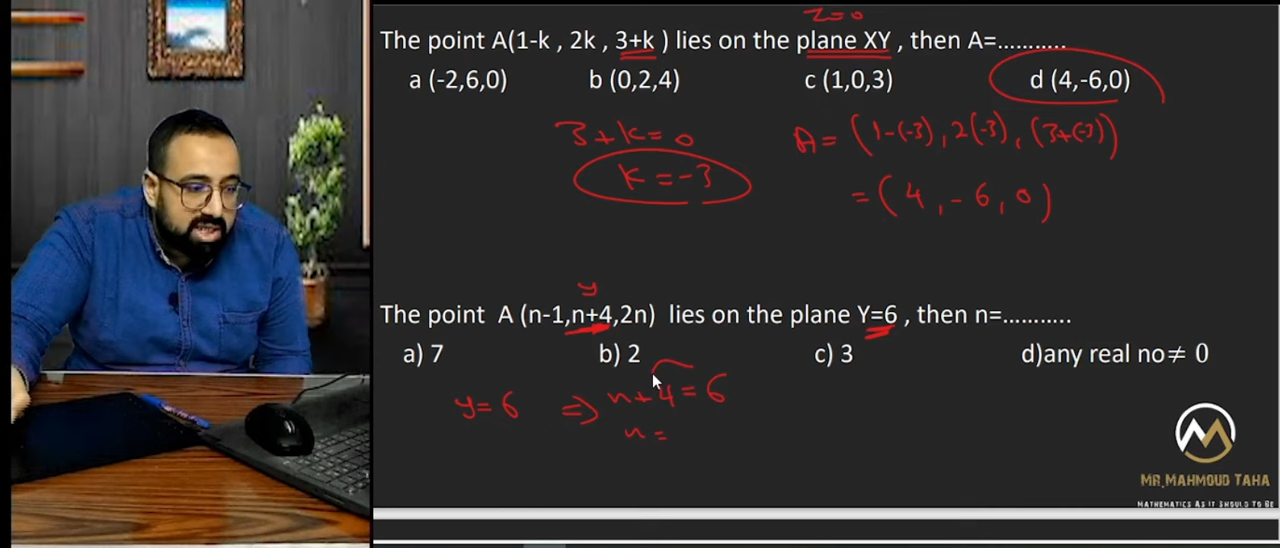 z=0
The point A(1-k , 2k , 3+k ) lies on the plane XY , then A=...........
a (-2,6,0) b (0,2,4) c (1,0,3) d (4,-6,0)
3+k=0
A= (1-(-3), 2(-3), (3+(-3))
k=-3
=(4, -6, 0)
y
The point A (n-1,n+4,2n) lies on the plane Y=6 , then n=...........
a) 7 b) 2 c) 3 d)any real no≠ 0
y=6 ⇒ n+4=6
n=
MR.MAHMOUD TAHA
MATHEMATICS AS IT SHOULD TO BE